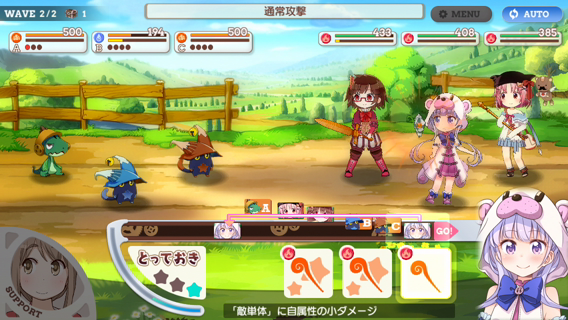 WAVE 2/2 1
通常攻撃
MENU
AUTO
500
194
500
433
408
385
A
B
C
A
B
C
GO!
とっておき
SUPPORT
「敵単体」に自属性の小ダメージ